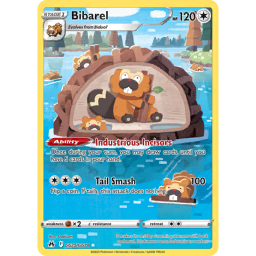 STAGE 1
Bibarel
HP 120
Evolves from Bidoof
Ability Industrious Incisors
Once during your turn, you may draw cards until you
have 5 cards in your hand.
Tail Smash 100
Flip a coin. If tails, this attack does nothing.
weakness ×2 resistance retreat